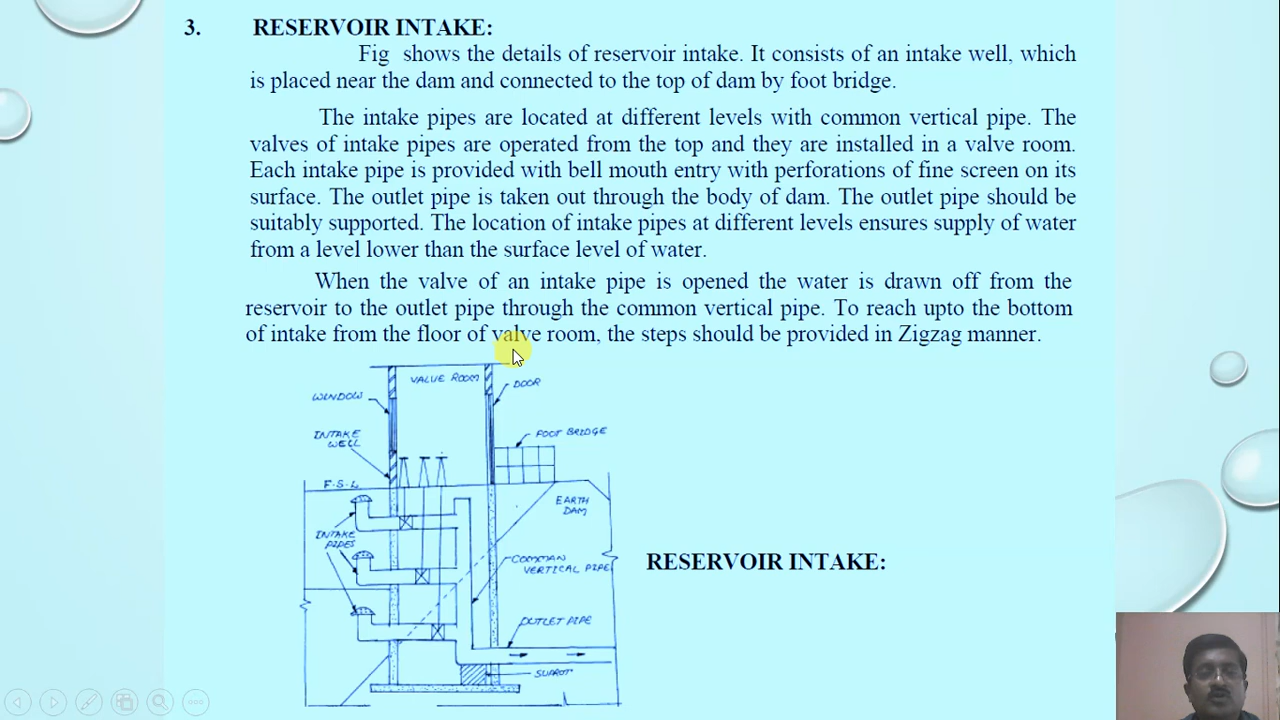 3. RESERVOIR INTAKE:
Fig shows the details of reservoir intake. It consists of an intake well, which
is placed near the dam and connected to the top of dam by foot bridge.
The intake pipes are located at different levels with common vertical pipe. The
valves of intake pipes are operated from the top and they are installed in a valve room.
Each intake pipe is provided with bell mouth entry with perforations of fine screen on its
surface. The outlet pipe is taken out through the body of dam. The outlet pipe should be
suitably supported. The location of intake pipes at different levels ensures supply of water
from a level lower than the surface level of water.
When the valve of an intake pipe is opened the water is drawn off from the
reservoir to the outlet pipe through the common vertical pipe. To reach upto the bottom
of intake from the floor of valve room, the steps should be provided in Zigzag manner.
VALUE ROOM
DOOR
WINDOW
INTAKE
WELL
FOOT BRIDGE
F.S.L
EARTH
DAM
INTAKE
PIPES
COMMAN
VERTICAL PIPE
RESERVOIR INTAKE:
OUTLET PIPE
SUPROT